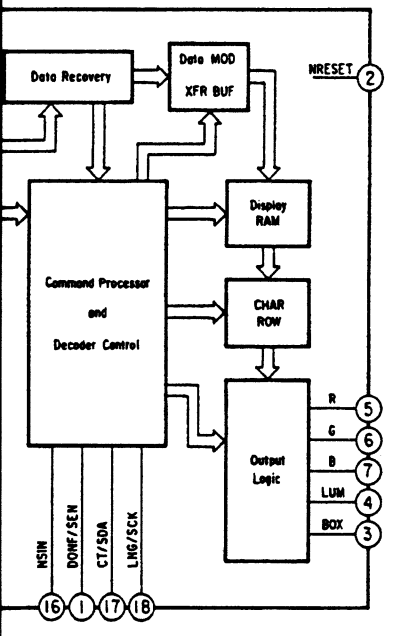 Data Recovery
Data MOD
XFR BUF
NRESET
2
Display
RAM
Command Processor
and
Decoder Control
CHAR
ROW
Output
Logic
R
5
G
6
B
7
LUM
4
BOX
3
NSIN
DONF/SEN
CT/SDA
LNG/SCK
16
1
17
18